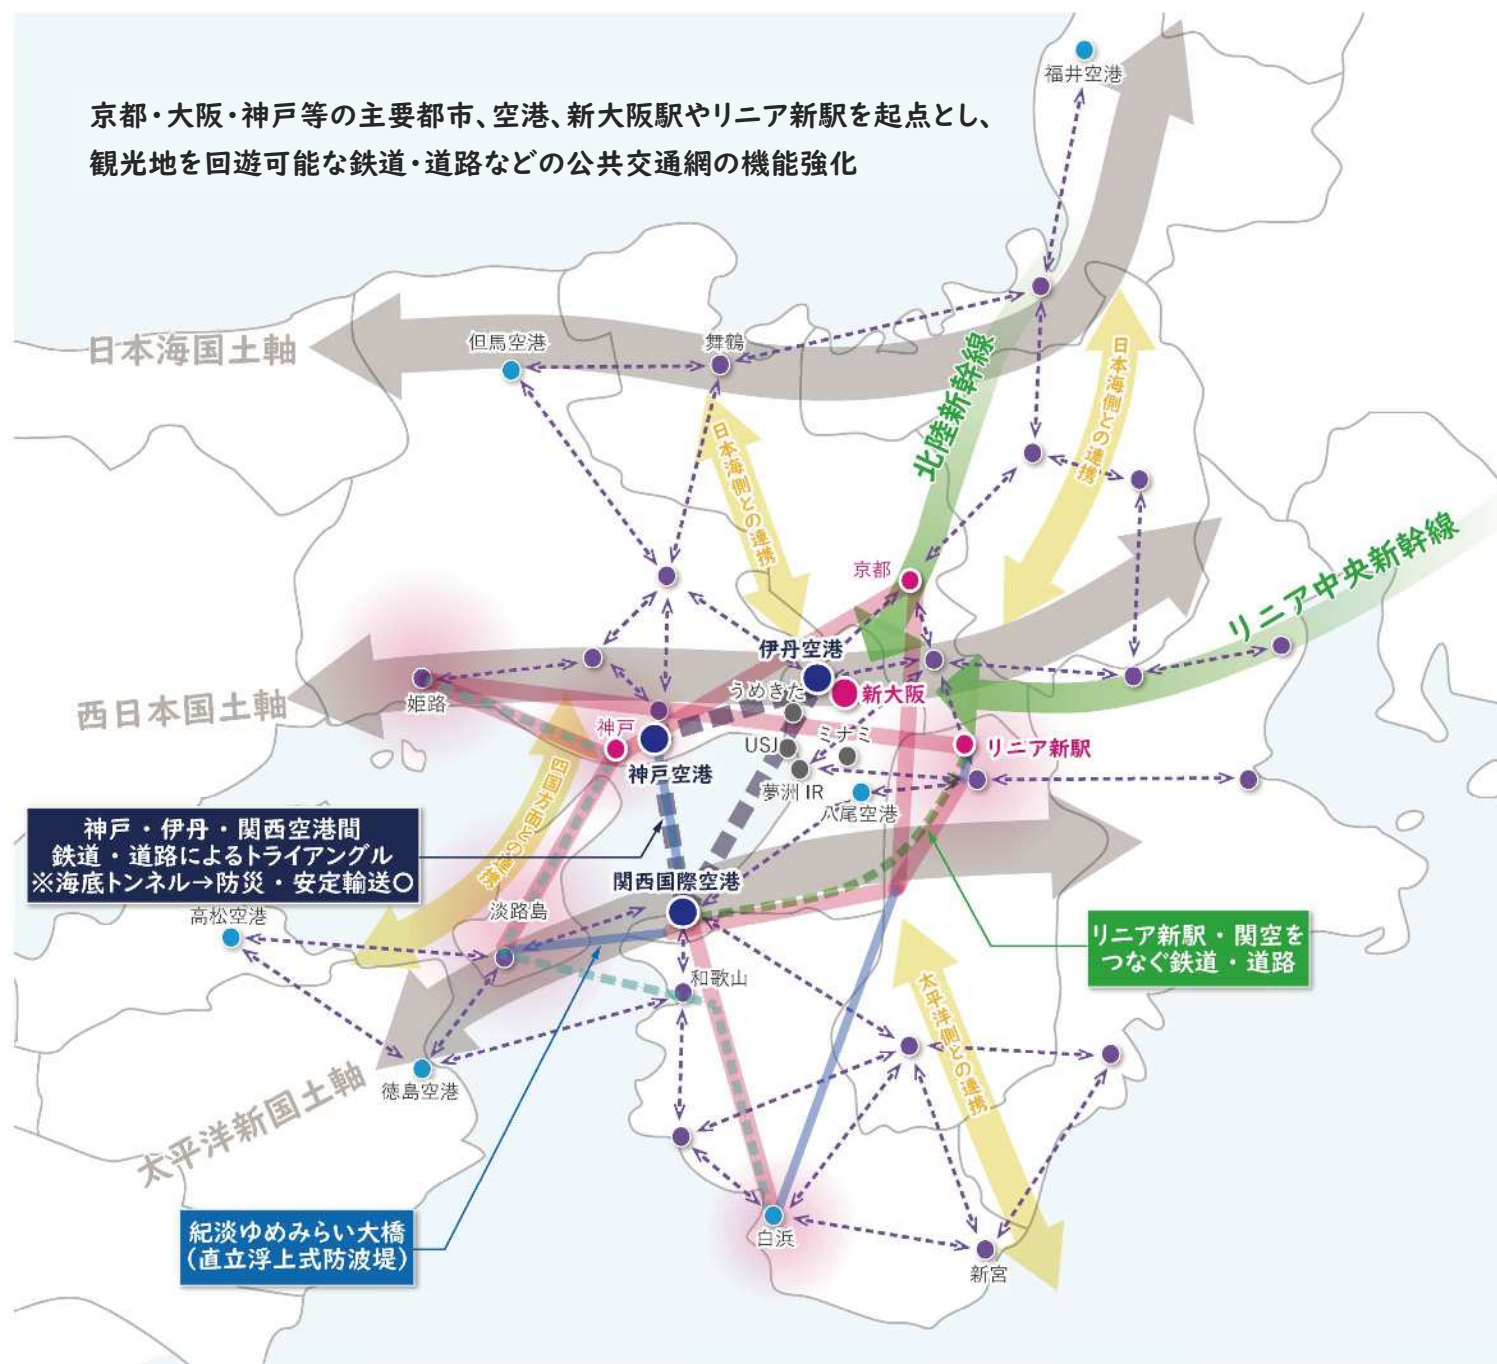 福井空港
京都・大阪・神戸等の主要都市、空港、新大阪駅やリニア新駅を起点とし、
観光地を回遊可能な鉄道・道路などの公共交通網の機能強化
日本海国土軸
但馬空港
舞鶴
北陸新幹線
日本海側との連携
日本海側との連携
リニア中央新幹線
京都
伊丹空港
うめきた
新大阪
西日本国土軸
姫路
神戸
神戸空港
USJ
ミナミ
リニア新駅
夢洲 IR
八尾空港
四国方面との連携
神戸・伊丹・関西空港間
鉄道・道路によるトライアングル
※海底トンネル→防災・安定輸送〇
関西国際空港
高松空港
淡路島
リニア新駅・関空を
つなぐ鉄道・道路
和歌山
太平洋側との連携
徳島空港
太平洋新国土軸
紀淡ゆめみらい大橋
(直立浮上式防波堤)
白浜
新宮